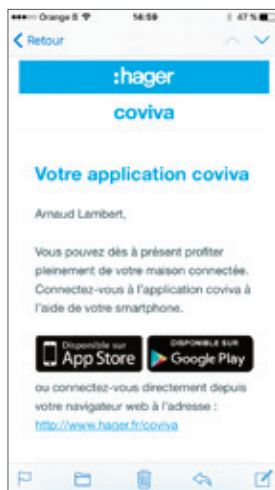 Orange B 14:59 47 %
Retour
:hager
coviva
Votre application coviva
Arnaud Lambert,
Vous pouvez dès à présent profiter
pleinement de votre maison connectée.
Connectez-vous à l'application coviva à
l'aide de votre smartphone.
Disponible sur
App Store
DISPONIBLE SUR
Google Play
ou connectez-vous directement depuis
votre navigateur web à l'adresse :
http://www.hager.fr/coviva